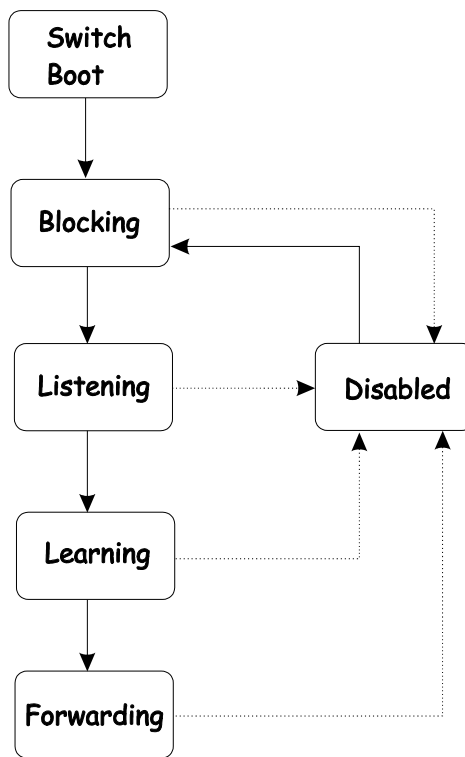 Switch
Boot
Blocking
Listening
Disabled
Learning
Forwarding